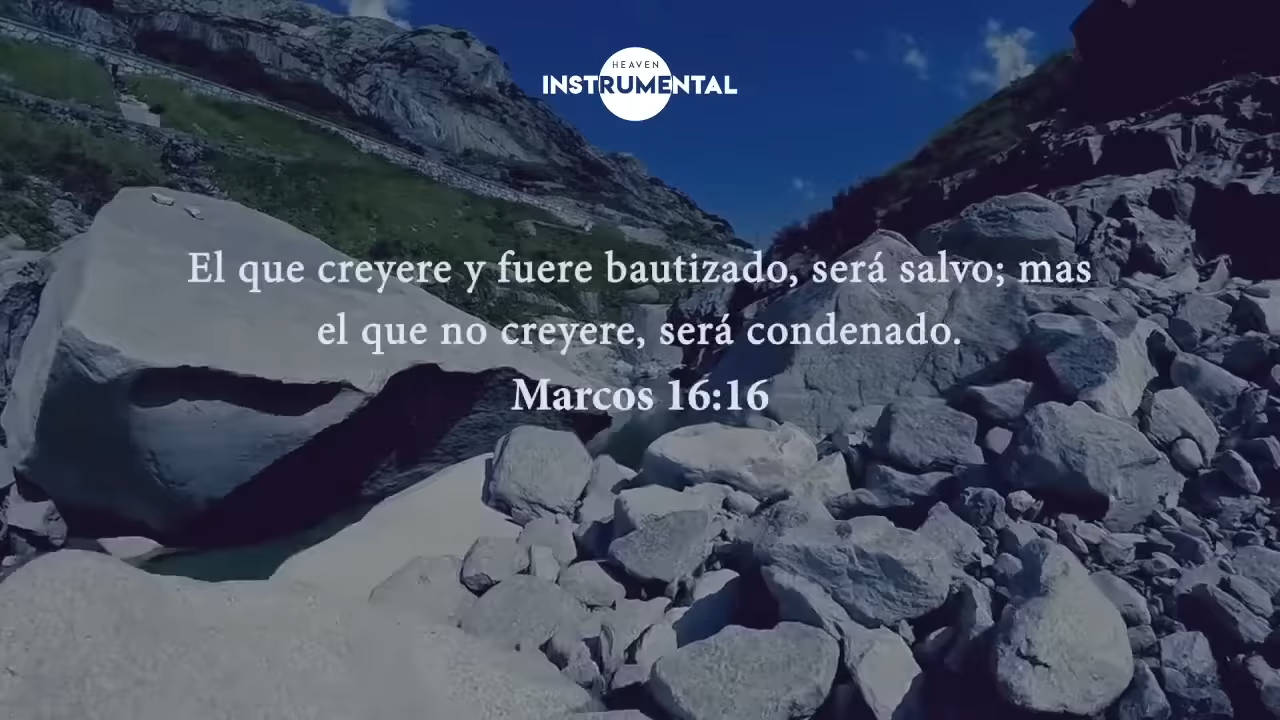 HEAVEN
INSTRUMENTAL
El que creyere y fuere bautizado, será salvo; mas
el que no creyere, será condenado.
Marcos 16:16